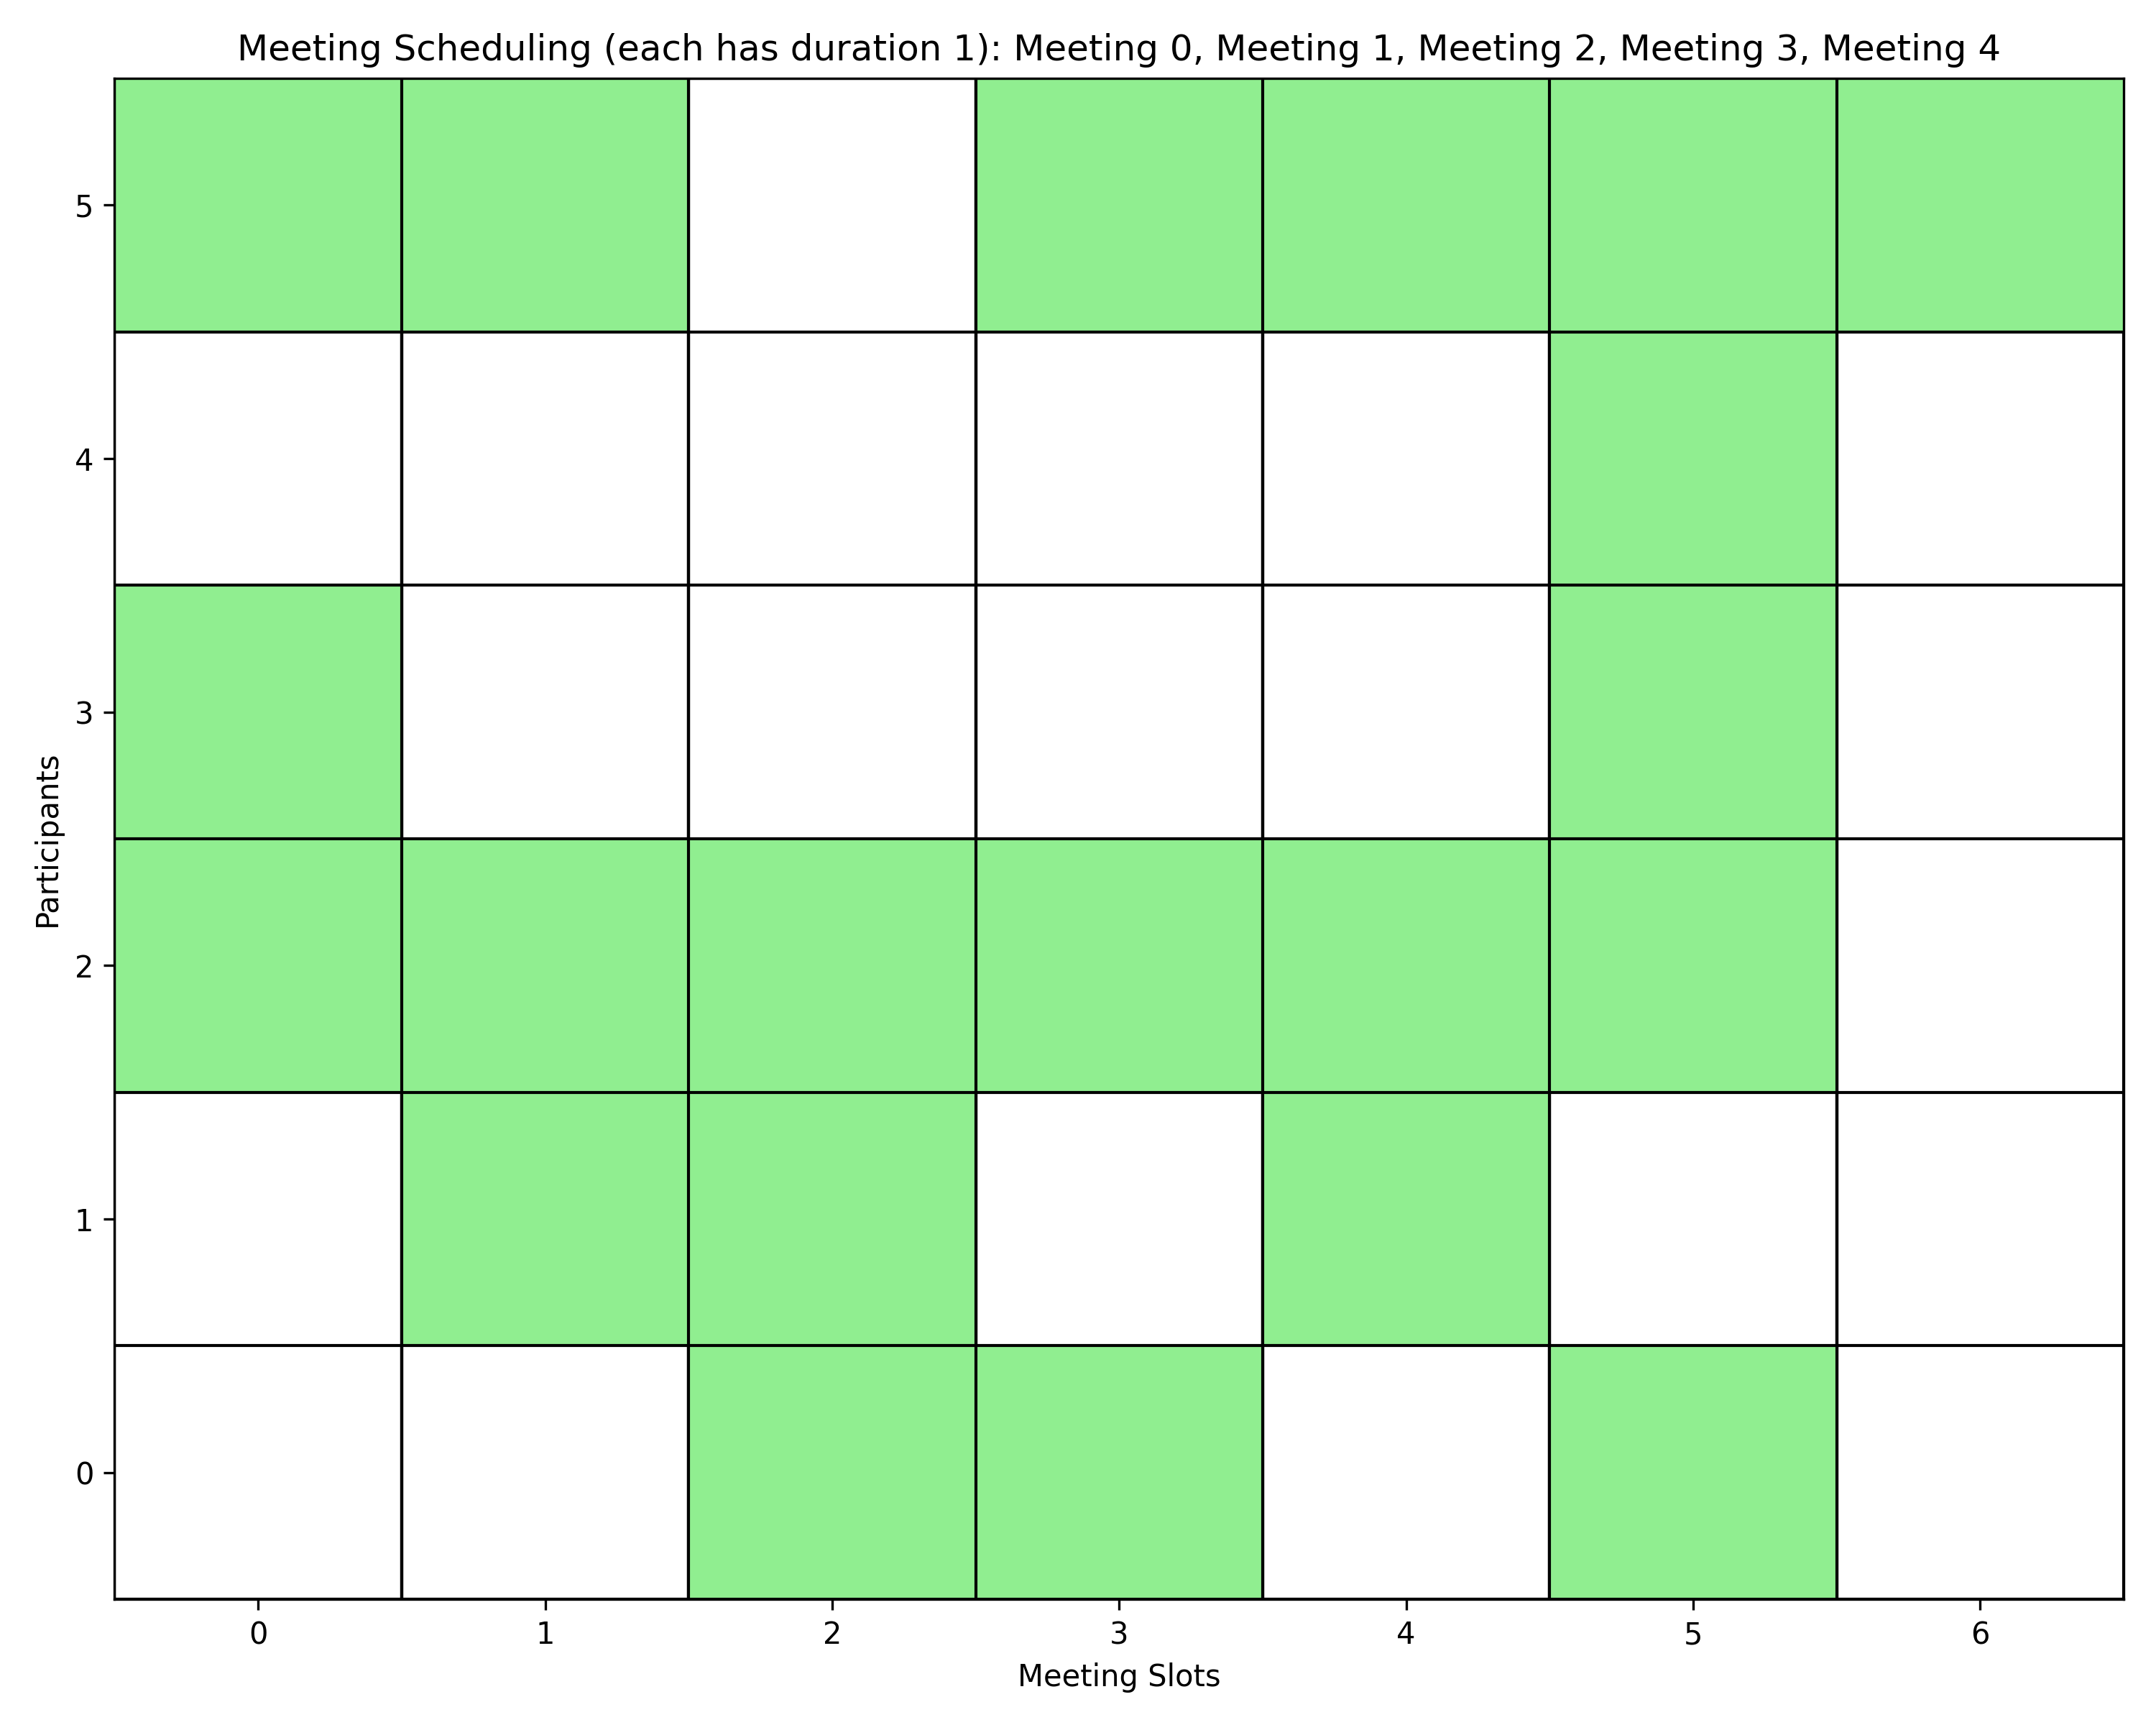 Meeting Scheduling (each has duration 1): Meeting 0, Meeting 1, Meeting 2, Meeting 3, Meeting 4
5
4
3
2
1
0
Participants
0 1 2 3 4 5 6
Meeting Slots